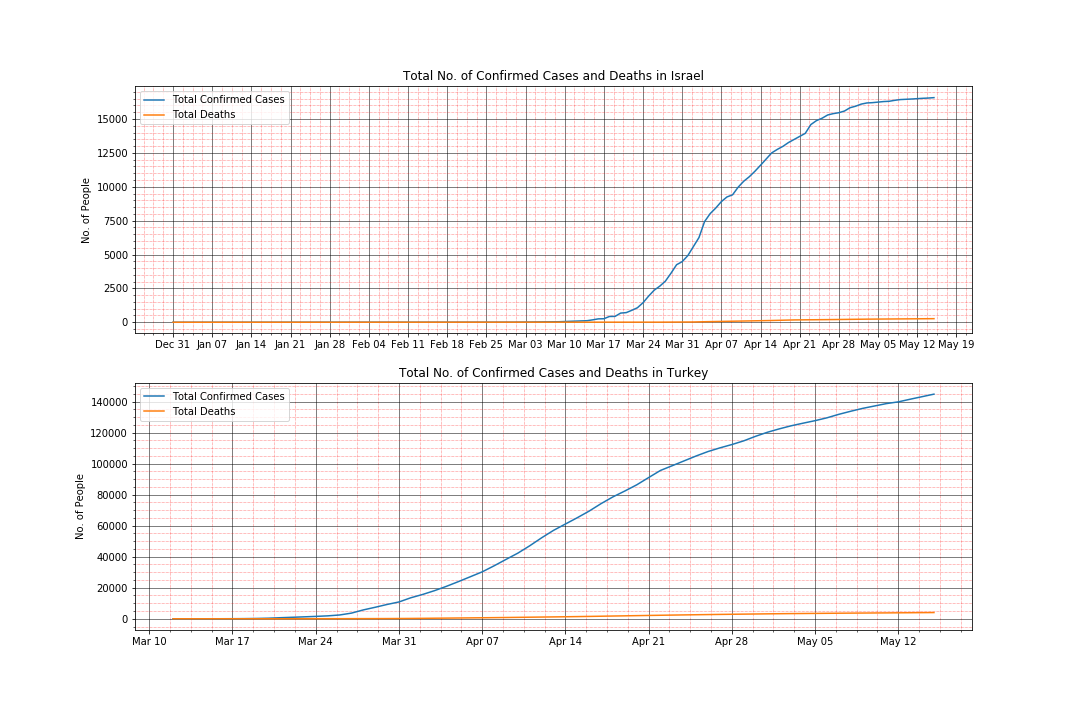 Total No. of Confirmed Cases and Deaths in Israel
Total Confirmed Cases
Total Deaths
No. of People
15000
12500
10000
7500
5000
2500
0
Dec 31 Jan 07 Jan 14 Jan 21 Jan 28 Feb 04 Feb 11 Feb 18 Feb 25 Mar 03 Mar 10 Mar 17 Mar 24 Mar 31 Apr 07 Apr 14 Apr 21 Apr 28 May 05 May 12 May 19
Total No. of Confirmed Cases and Deaths in Turkey
Total Confirmed Cases
Total Deaths
No. of People
140000
120000
100000
80000
60000
40000
20000
0
Mar 10 Mar 17 Mar 24 Mar 31 Apr 07 Apr 14 Apr 21 Apr 28 May 05 May 12